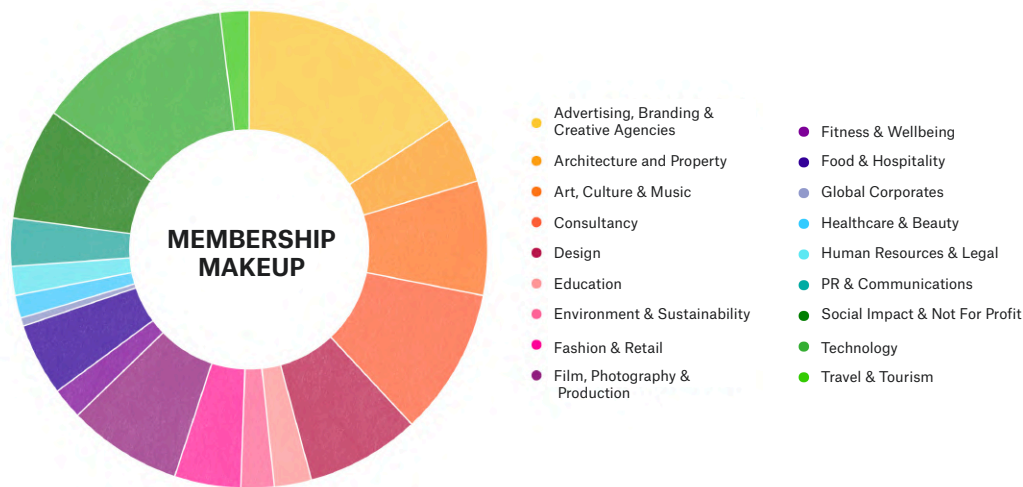 MEMBERSHIP
MAKEUP
Advertising, Branding &
Creative Agencies
Architecture and Property
Art, Culture & Music
Consultancy
Design
Education
Environment & Sustainability
Fashion & Retail
Film, Photography &
Production
Fitness & Wellbeing
Food & Hospitality
Global Corporates
Healthcare & Beauty
Human Resources & Legal
PR & Communications
Social Impact & Not For Profit
Technology
Travel & Tourism